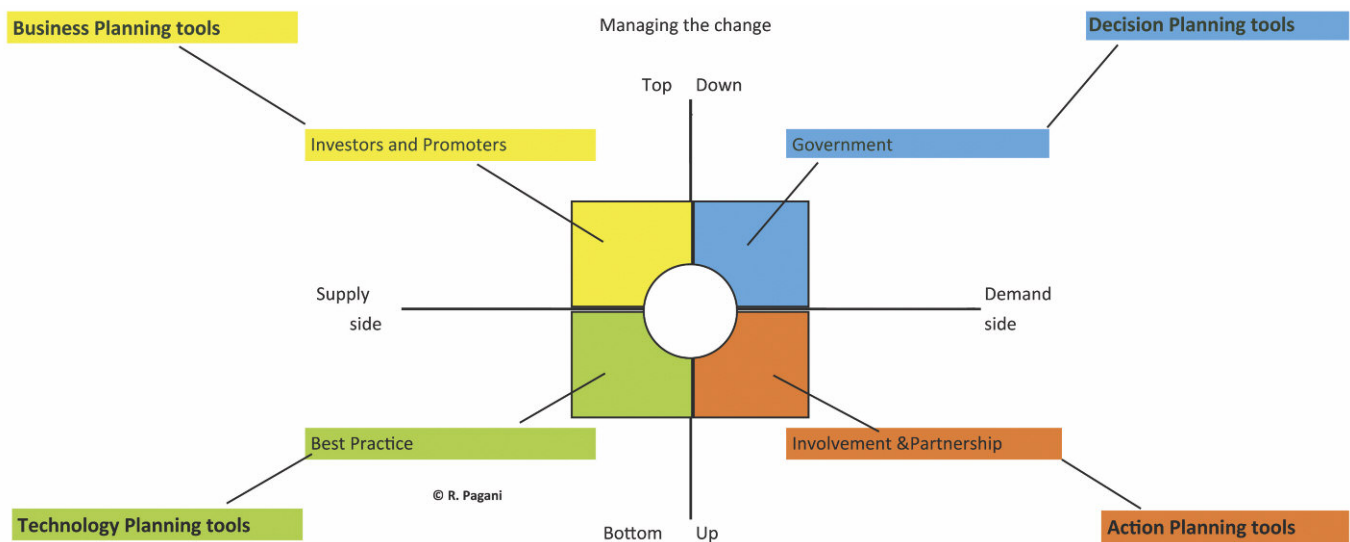 Business Planning tools
Managing the change
Decision Planning tools
Top Down
Investors and Promoters
Government
Supply
side
Demand
side
Best Practice
Involvement &Partnership
© R. Pagani
Technology Planning tools
Bottom Up
Action Planning tools